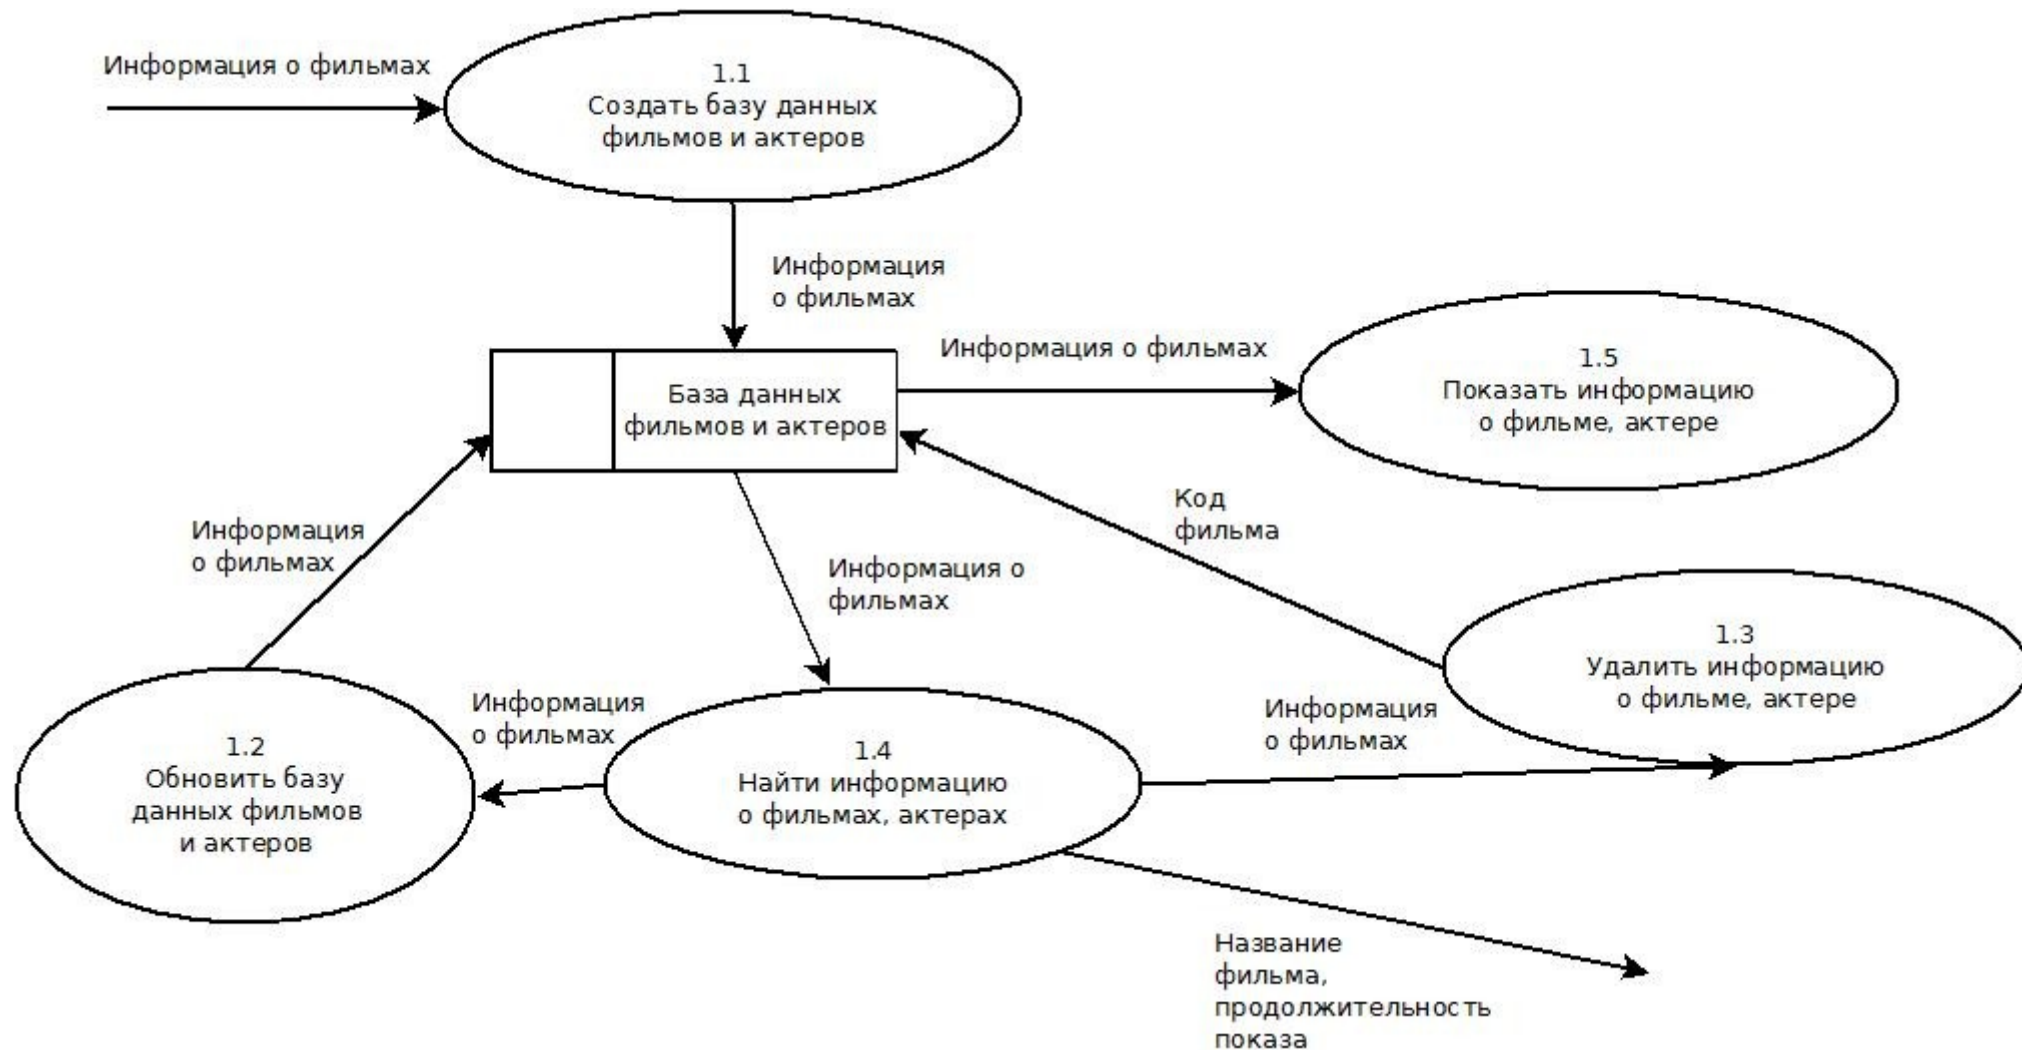 Информация о фильмах
1.1
Создать базу данных
фильмов и актеров
Информация
о фильмах
Информация о фильмах
1.5
Показать информацию
о фильме, актере
База данных
фильмов и актеров
Код
фильма
Информация
о фильмах
Информация о
фильмах
1.3
Удалить информацию
о фильме, актере
Информация
о фильмах
Информация
о фильмах
1.2
Обновить базу
данных фильмов
и актеров
1.4
Найти информацию
о фильмах, актерах
Название
фильма,
продолжительность
показа